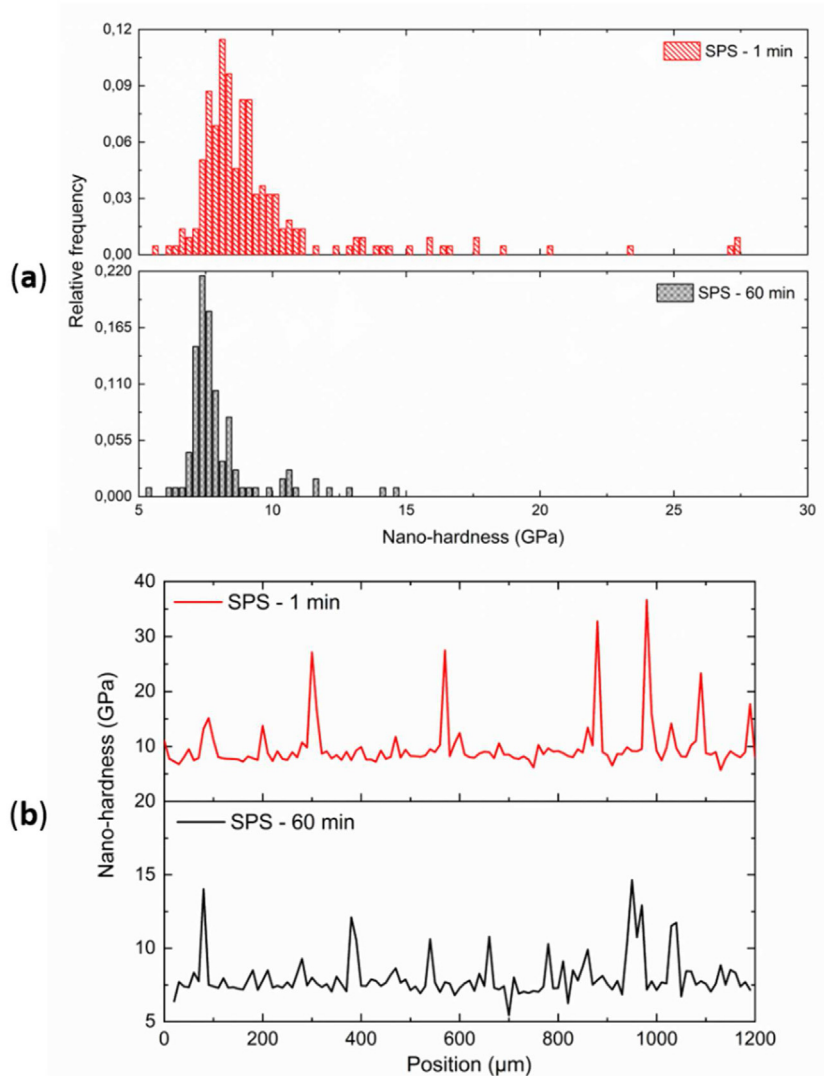 0,12
SPS - 1 min
0,09
0,06
0,03
0,00
(a)
Relative frequency
0,220
SPS - 60 min
0,165
0,110
0,055
0,000
5 10 15 20 25 30
Nano-hardness (GPa)
40
SPS - 1 min
30
20
10
(b)
Nano-hardness (GPa)
20
SPS - 60 min
15
10
5
0 200 400 600 800 1000 1200
Position (µm)